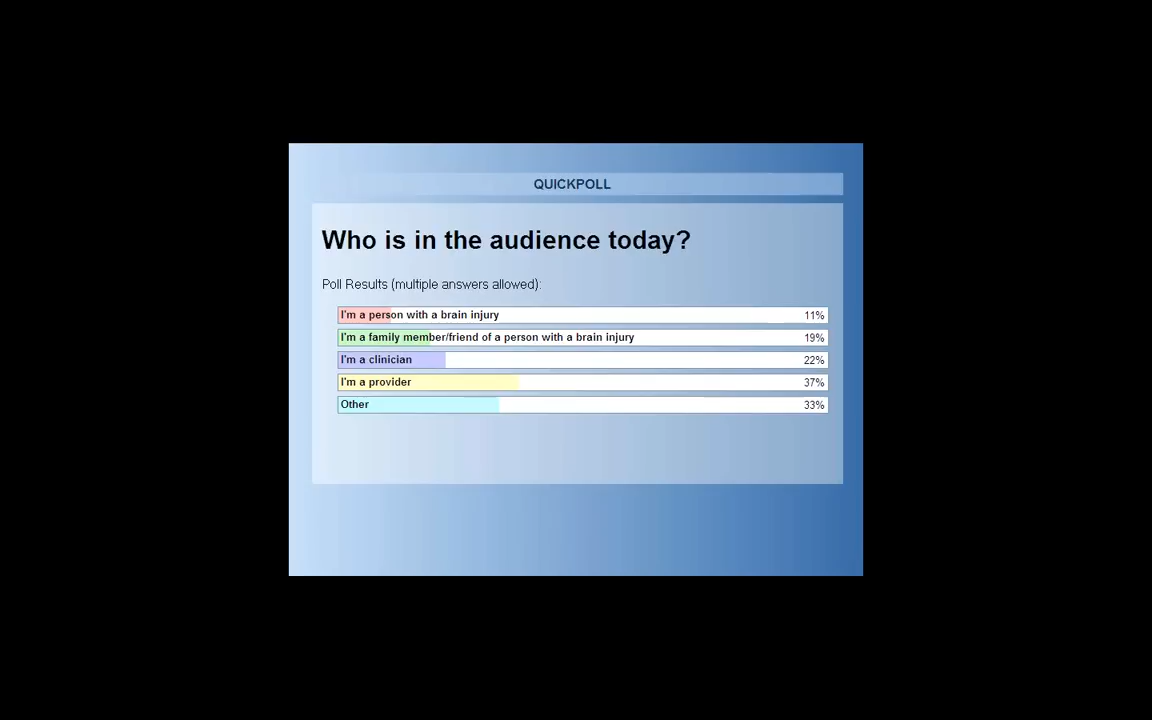 QUICKPOLL
Who is in the audience today?
Poll Results (multiple answers allowed):
I'm a person with a brain injury 11%
I'm a family member/friend of a person with a brain injury 19%
I'm a clinician 22%
I'm a provider 37%
Other 33%